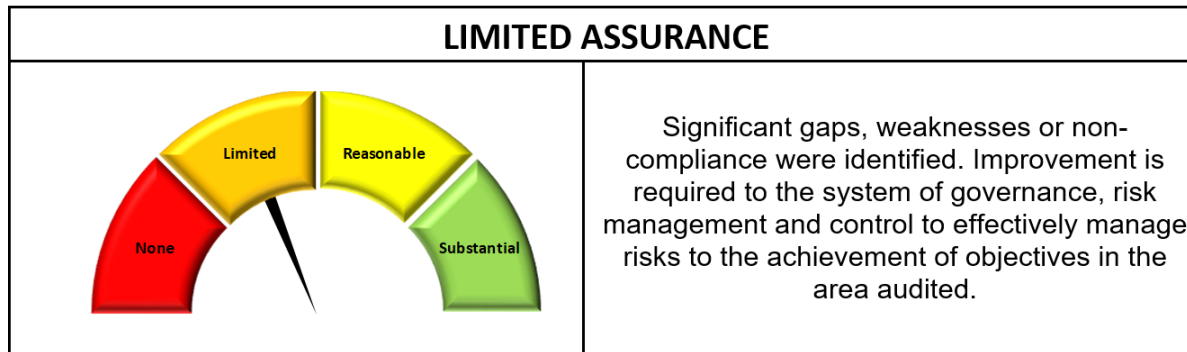 LIMITED ASSURANCE
Limited
Reasonable
None
Substantial
Significant gaps, weaknesses or non-
compliance were identified. Improvement is
required to the system of governance, risk
management and control to effectively manage
risks to the achievement of objectives in the
area audited.